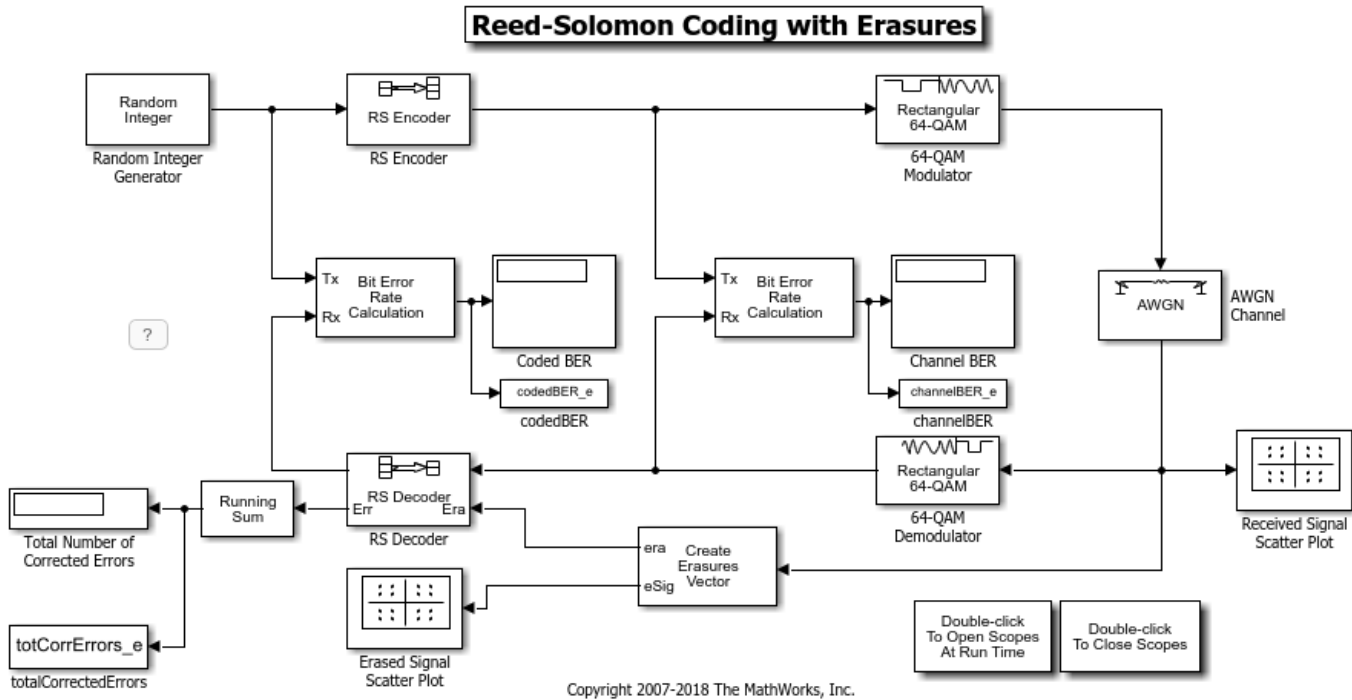 Reed-Solomon Coding with Erasures
Random
Integer
Random Integer
Generator
RS Encoder
RS Encoder
Rectangular
64-QAM
64-QAM
Modulator
Tx
Rx
Bit Error
Rate
Calculation
Coded BER
codedBER_e
codedBER
Tx
Rx
Bit Error
Rate
Calculation
Channel BER
channelBER_e
channelBER
AWGN
AWGN
Channel
?
RS Decoder
Err
Era
RS Decoder
Rectangular
64-QAM
64-QAM
Demodulator
Received Signal
Scatter Plot
Running
Sum
Total Number of
Corrected Errors
totCorrErrors_e
totalCorrectedErrors
Erased Signal
Scatter Plot
era
eSig
Create
Erasures
Vector
Double-click
To Open Scopes
At Run Time
Double-click
To Close Scopes
Copyright 2007-2018 The MathWorks, Inc.